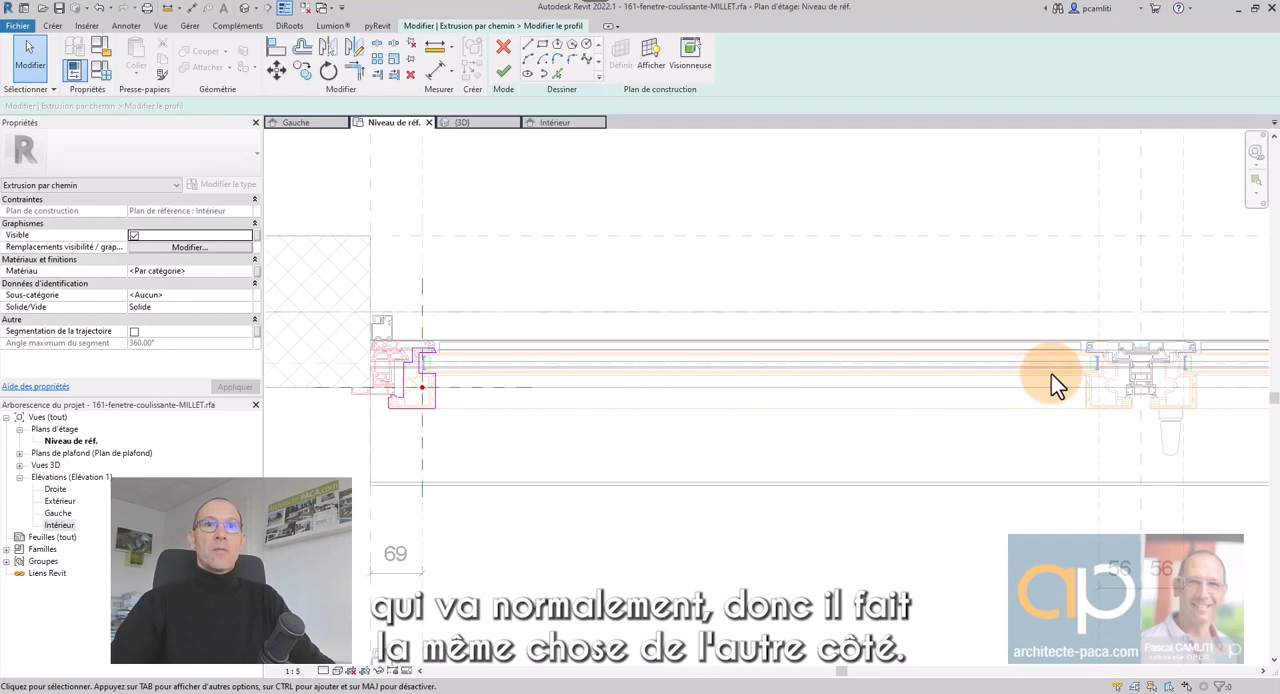 Autodesk Revit 2022.1 - 161-fenetre-coulissante-MILLET.rfa - Plan d'étage: Niveau de réf.
pcamliti
Fichier Créer Insérer Annoter Vue Gérer Compléments DiRoots Lumion® pyRevit Modifier | Extrusion par chemin > Modifier le profil
Modifier
Coller
Couper
Attacher
Définir Afficher Visionneuse
Sélectionner Propriétés Presse-papiers Géométrie Modifier Mesurer Créer Mode Dessiner Plan de construction
Modifier | Extrusion par chemin > Modifier le profil
Propriétés
Gauche
Niveau de réf.
{3D}
Intérieur
Extrusion par chemin
Modifier le type
Contraintes
Plan de construction Plan de référence : Intérieur
Graphismes
Visible
Remplacements visibilité / grap... Modifier...
Matériaux et finitions
Matériau <Par catégorie>
Données d'identification
Sous-catégorie <Aucun>
Solide/Vide Solide
Autre
Segmentation de la trajectoire
Angle maximum du segment 360.00°
Aide des propriétés
Appliquer
Arborescence du projet - 161-fenetre-coulissante-MILLET.rfa
Vues (tout)
Plans d'étage
Niveau de réf.
Plans de plafond (Plan de plafond)
Vues 3D
Elévations (Elévation 1)
Droite
Extérieur
Gauche
Intérieur
Feuilles (tout)
Familles
Groupes
Liens Revit
69
56 56
qui va normalement, donc il fait
la même chose de l'autre côté.
ap
architecte-paca.com
Pascal CAMLITI
architecte DPLG
1 : 5
Cliquez pour sélectionner. Appuyez sur TAB pour afficher d'autres options, sur CTRL pour ajouter et sur MAJ pour désactiver.
:0